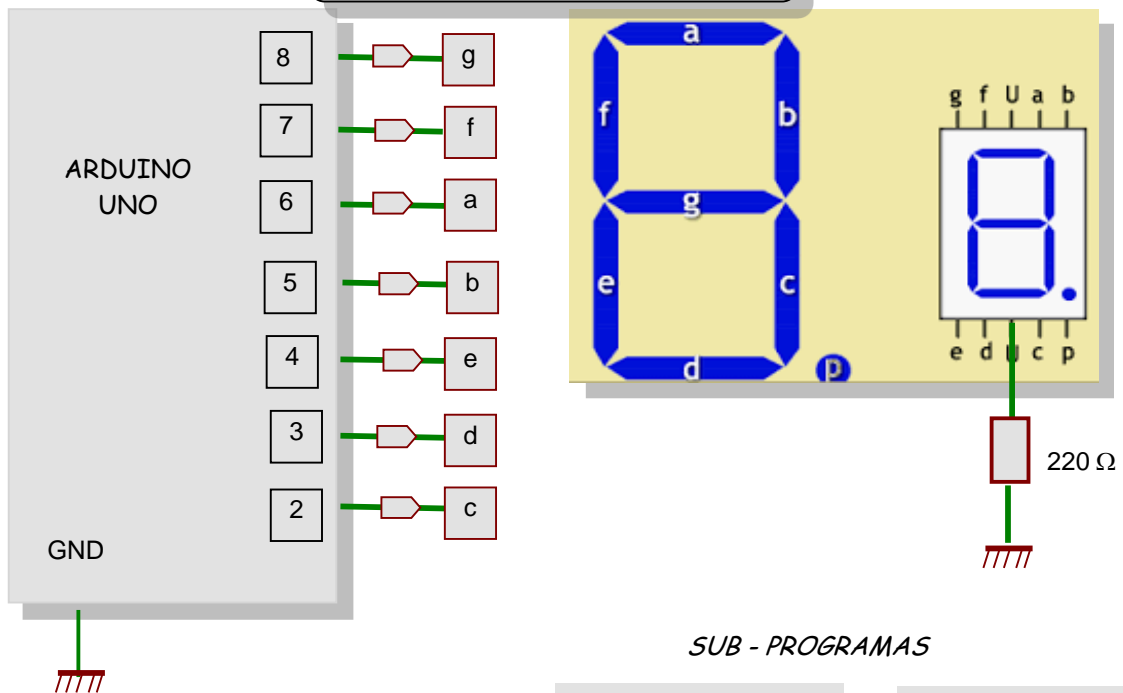 ARDUINO
UNO
8
g
7
f
6
a
5
b
4
e
3
d
2
c
GND
a
f
b
g
e
c
d
p
g f U a b
e d U c p
220 Ω
SUB - PROGRAMAS